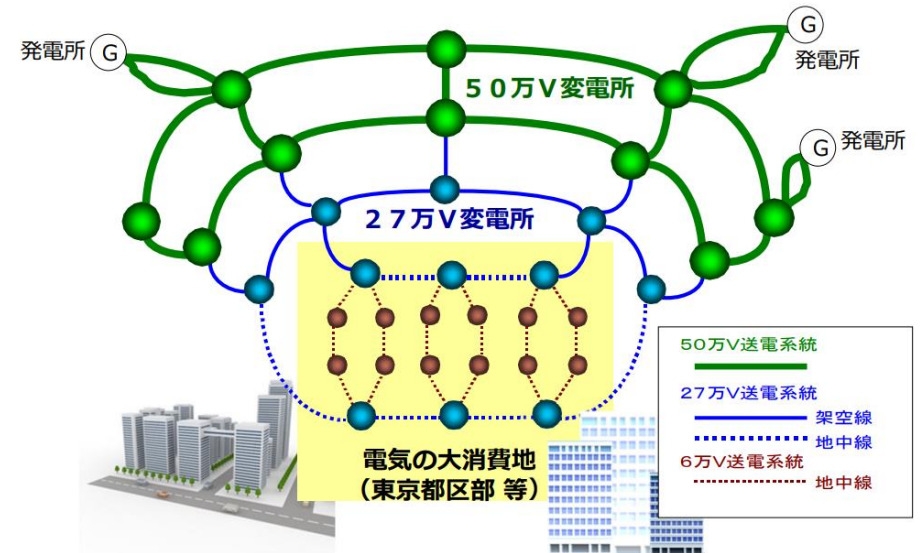 発電所
G
G
発電所
50万V変電所
G
発電所
27万V変電所
50万V送電系統
27万V送電系統
架空線
地中線
6万V送電系統
地中線
電気の大消費地
(東京都区部 等)